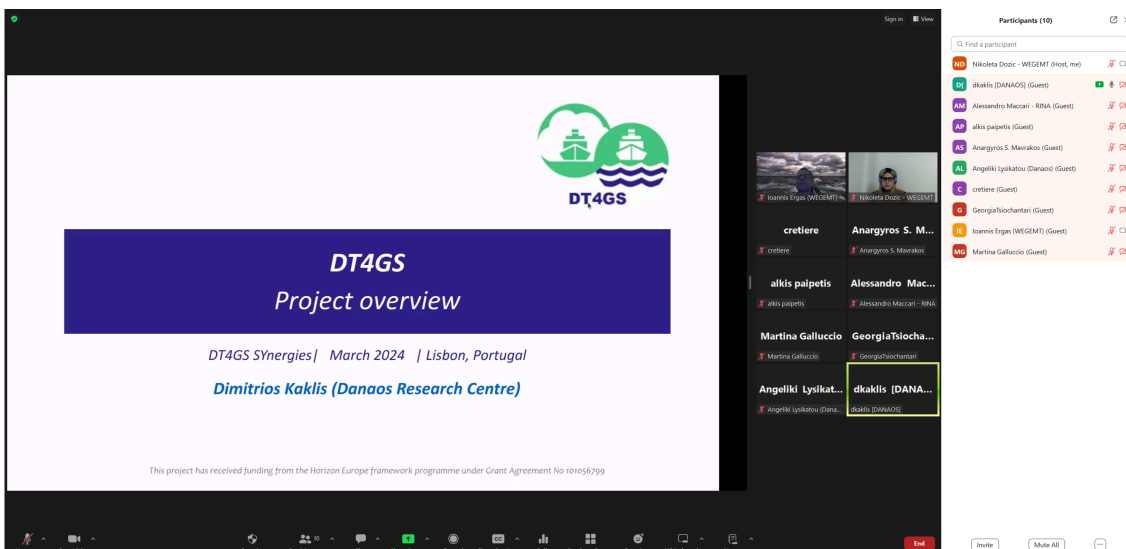 Sign in View
DT4GS
DT4GS
Project overview
DT4GS SYnergies| March 2024 | Lisbon, Portugal
Dimitrios Kaklis (Danaos Research Centre)
This project has received funding from the Horizon Europe framework programme under Grant Agreement No 101056799
Ioannis Ergas (WEGEMT)
Nikoleta Dozic - WEGEMT
cretiere
cretiere
Anargyros S. M...
Anargyros S. Mavrakos
alkis paipetis
alkis paipetis
Alessandro Mac...
Alessandro Maccari - RINA
Martina Galluccio
Martina Galluccio
GeorgiaTsiocha...
GeorgiaTsiochantari
Angeliki Lysikat...
Angeliki Lysikatou (Dana...
dkaklis [DANA...
dkaklis [DANAOS]
10
CC
End
Participants (10)
Find a participant
ND Nikoleta Dozic - WEGEMT (Host, me)
D[ dkaklis [DANAOS] (Guest)
AM Alessandro Maccari - RINA (Guest)
AP alkis paipetis (Guest)
AS Anargyros S. Mavrakos (Guest)
AL Angeliki Lysikatou (Danaos) (Guest)
C cretiere (Guest)
G GeorgiaTsiochantari (Guest)
IE Ioannis Ergas (WEGEMT) (Guest)
MG Martina Galluccio (Guest)
Invite Mute All ...